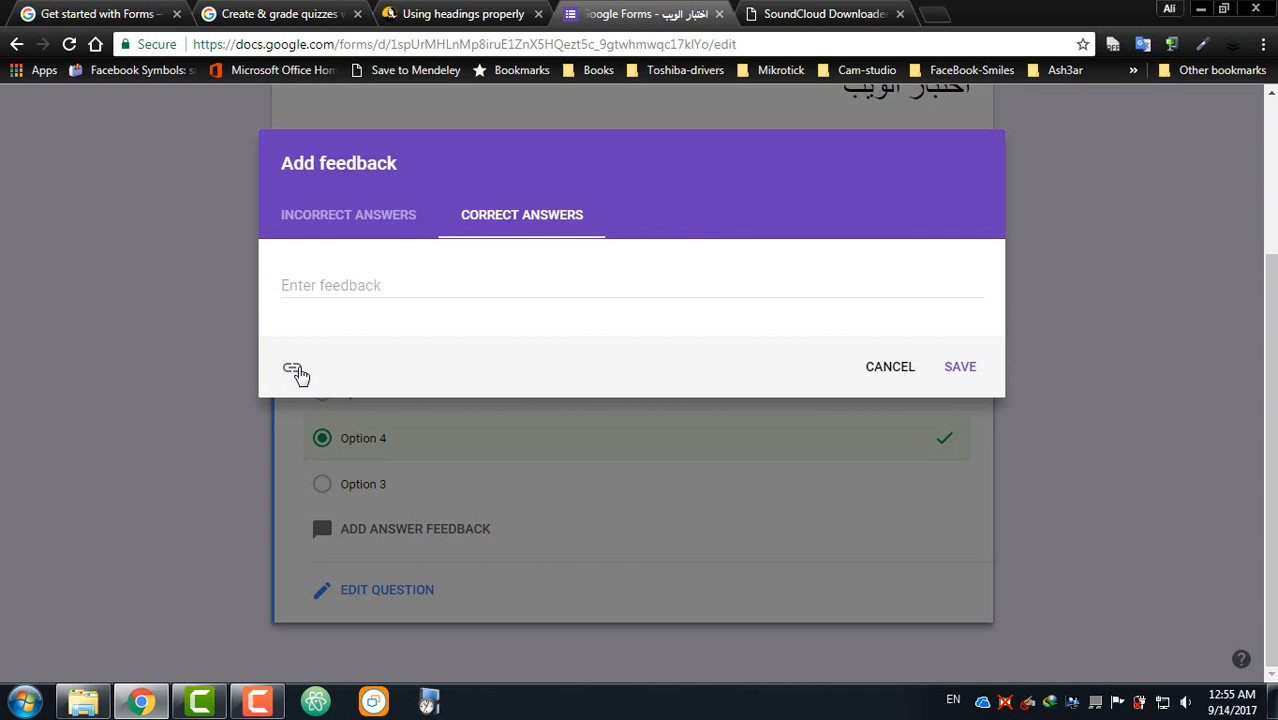 Get started with Forms –
Create & grade quizzes w
Using headings properly
اختبار الويب - Google Forms
SoundCloud Downloader
Ali
Secure
https://docs.google.com/forms/d/1spUrMHLnMp8iruE1ZnX5HQezt5c_9gtwhmwqc17klYo/edit
Apps
Facebook Symbols: su
Microsoft Office Hom
Save to Mendeley
Bookmarks
Books
Toshiba-drivers
Mikrotick
Cam-studio
FaceBook-Smiles
Ash3ar
Other bookmarks
اختبار الويب
Add feedback
INCORRECT ANSWERS
CORRECT ANSWERS
Enter feedback
CANCEL
SAVE
Option 4
Option 3
ADD ANSWER FEEDBACK
EDIT QUESTION
EN
12:55 AM
9/14/2017